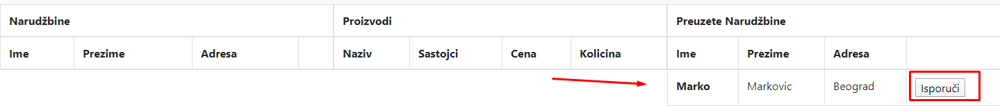 Narudžbine Proizvodi Preuzete Narudžbine
Ime Prezime Adresa Naziv Sastojci Cena Kolicina Ime Prezime Adresa
Marko Markovic Beograd Isporuči